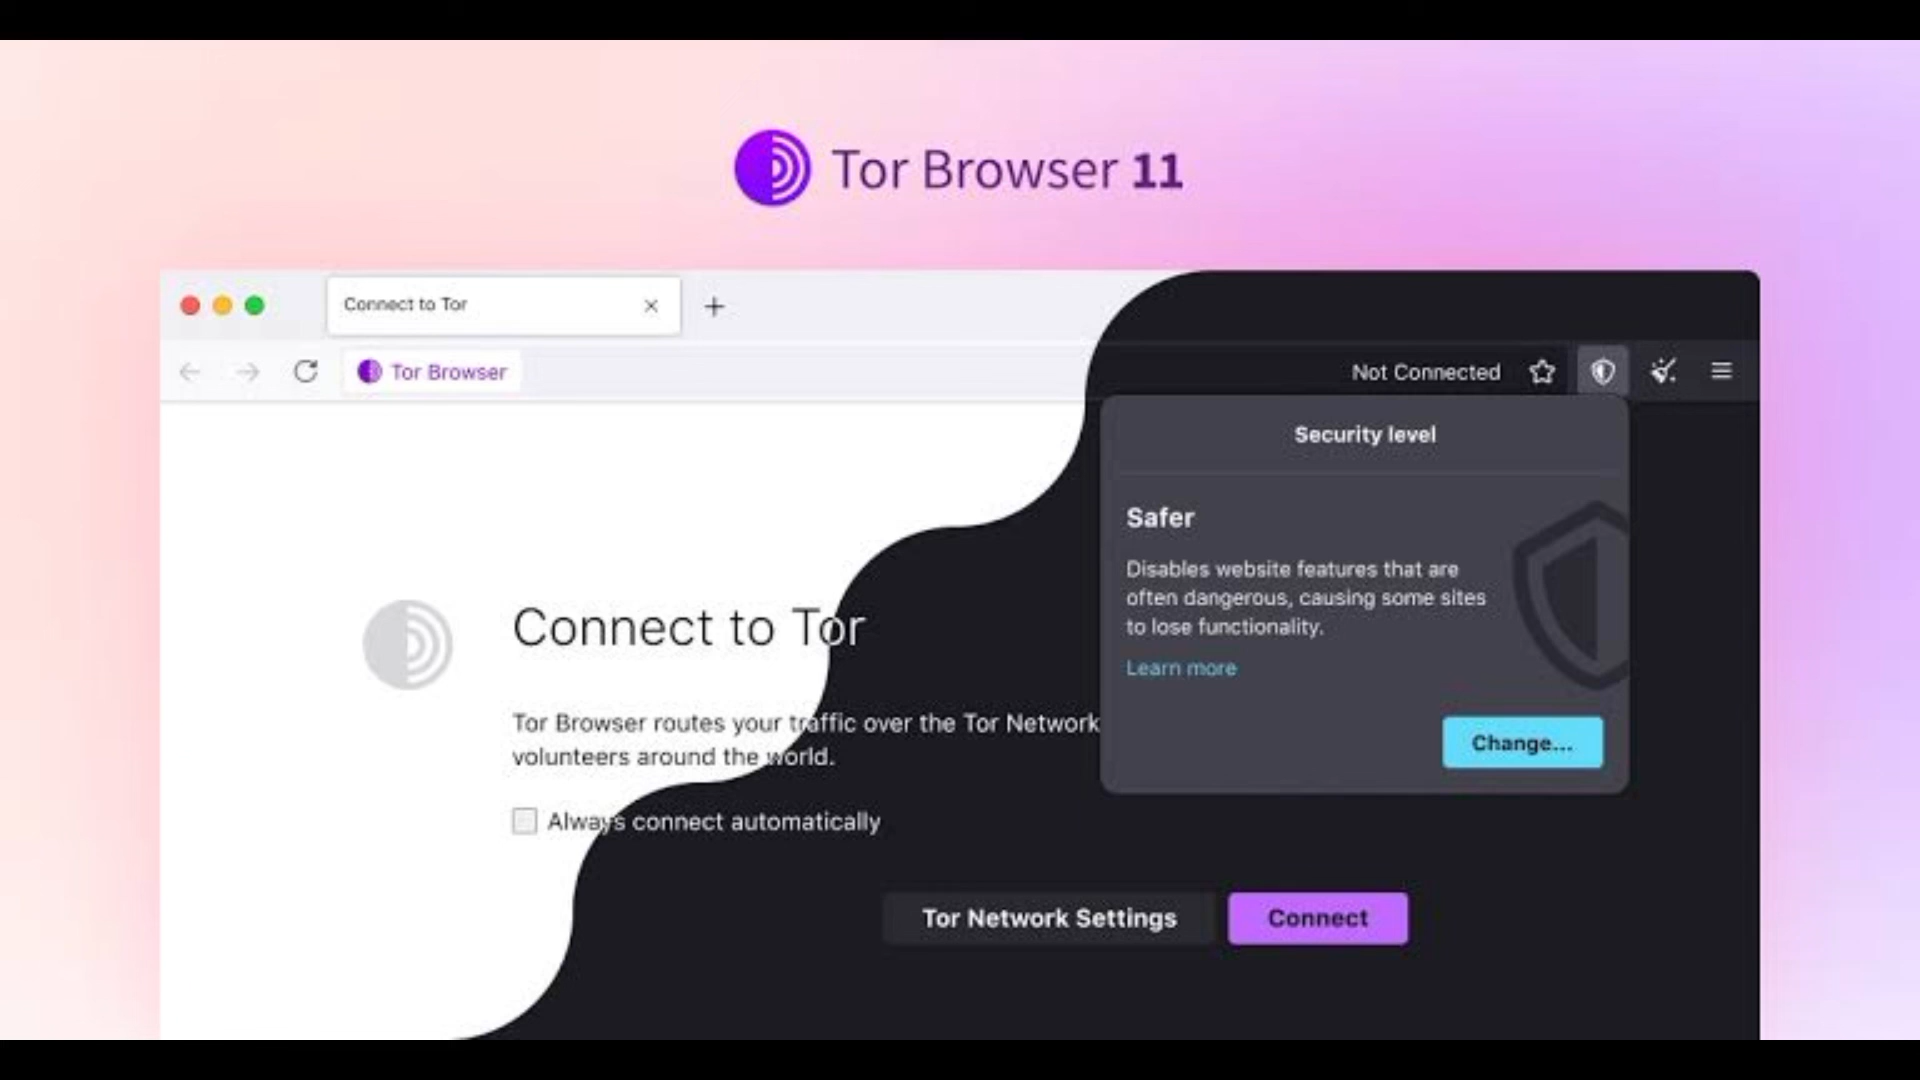 Tor Browser 11
Connect to Tor
Tor Browser
Not Connected
Security level
Safer
Disables website features that are
often dangerous, causing some sites
to lose functionality.
Learn more
Change...
Connect to Tor
Tor Browser routes your traffic over the Tor Network
volunteers around the world.
Always connect automatically
Tor Network Settings
Connect